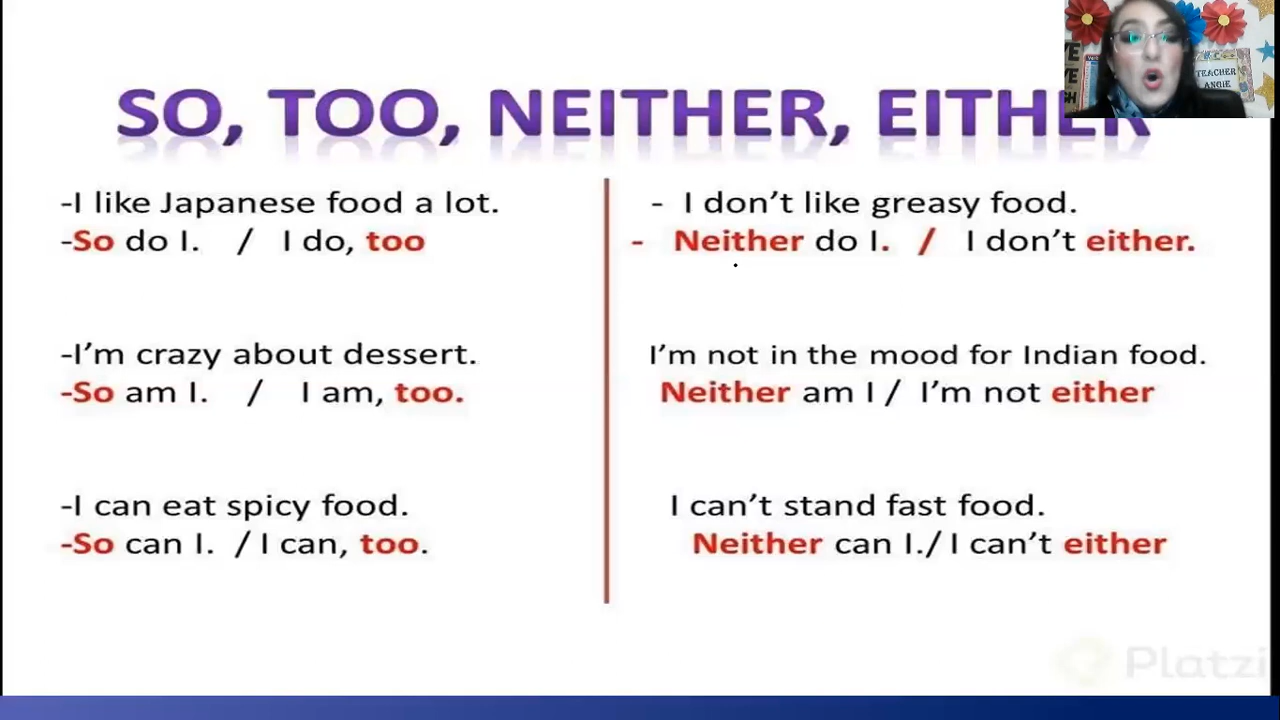 SO, TOO, NEITHER, EITHER
TEACHER
ANGIE
-I like Japanese food a lot.
-So do I. / I do, too
-I'm crazy about dessert.
-So am I. / I am, too.
-I can eat spicy food.
-So can I. / I can, too.
- I don't like greasy food.
- Neither do I. / I don't either.
I'm not in the mood for Indian food.
Neither am I / I'm not either
I can't stand fast food.
Neither can I./ I can't either
Platzi